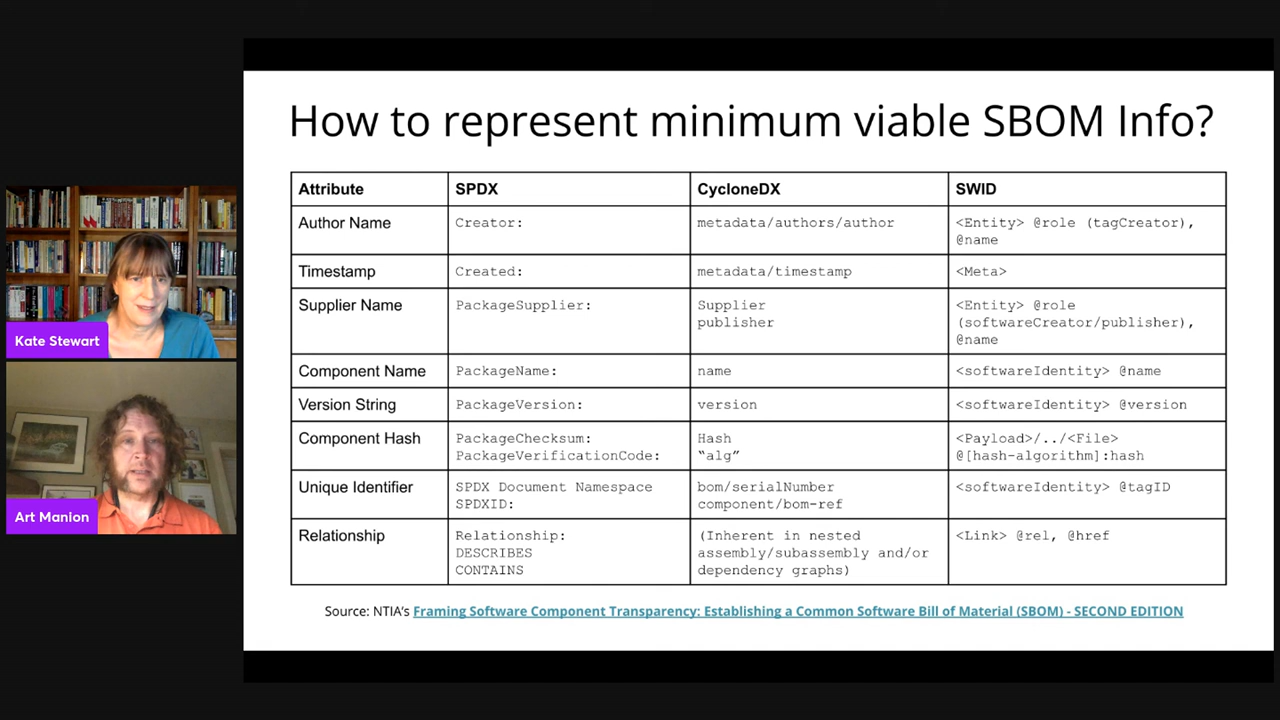 How to represent minimum viable SBOM Info?
Attribute SPDX CycloneDX SWID
Author Name Creator: metadata/authors/author <Entity> @role (tagCreator),
@name
Timestamp Created: metadata/timestamp <Meta>
Supplier Name PackageSupplier: Supplier <Entity> @role
publisher (softwareCreator/publisher),
@name
Component Name PackageName: name <softwareIdentity> @name
Version String PackageVersion: version <softwareIdentity> @version
Component Hash PackageChecksum: Hash <Payload>/../<File>
PackageVerificationCode: “alg” @[hash-algorithm]:hash
Unique Identifier SPDX Document Namespace bom/serialNumber <softwareIdentity> @tagID
SPDXID: component/bom-ref
Relationship Relationship: (Inherent in nested <Link> @rel, @href
DESCRIBES assembly/subassembly and/or
CONTAINS dependency graphs)
Source: NTIA’s Framing Software Component Transparency: Establishing a Common Software Bill of Material (SBOM) - SECOND EDITION
Kate Stewart
Art Manion